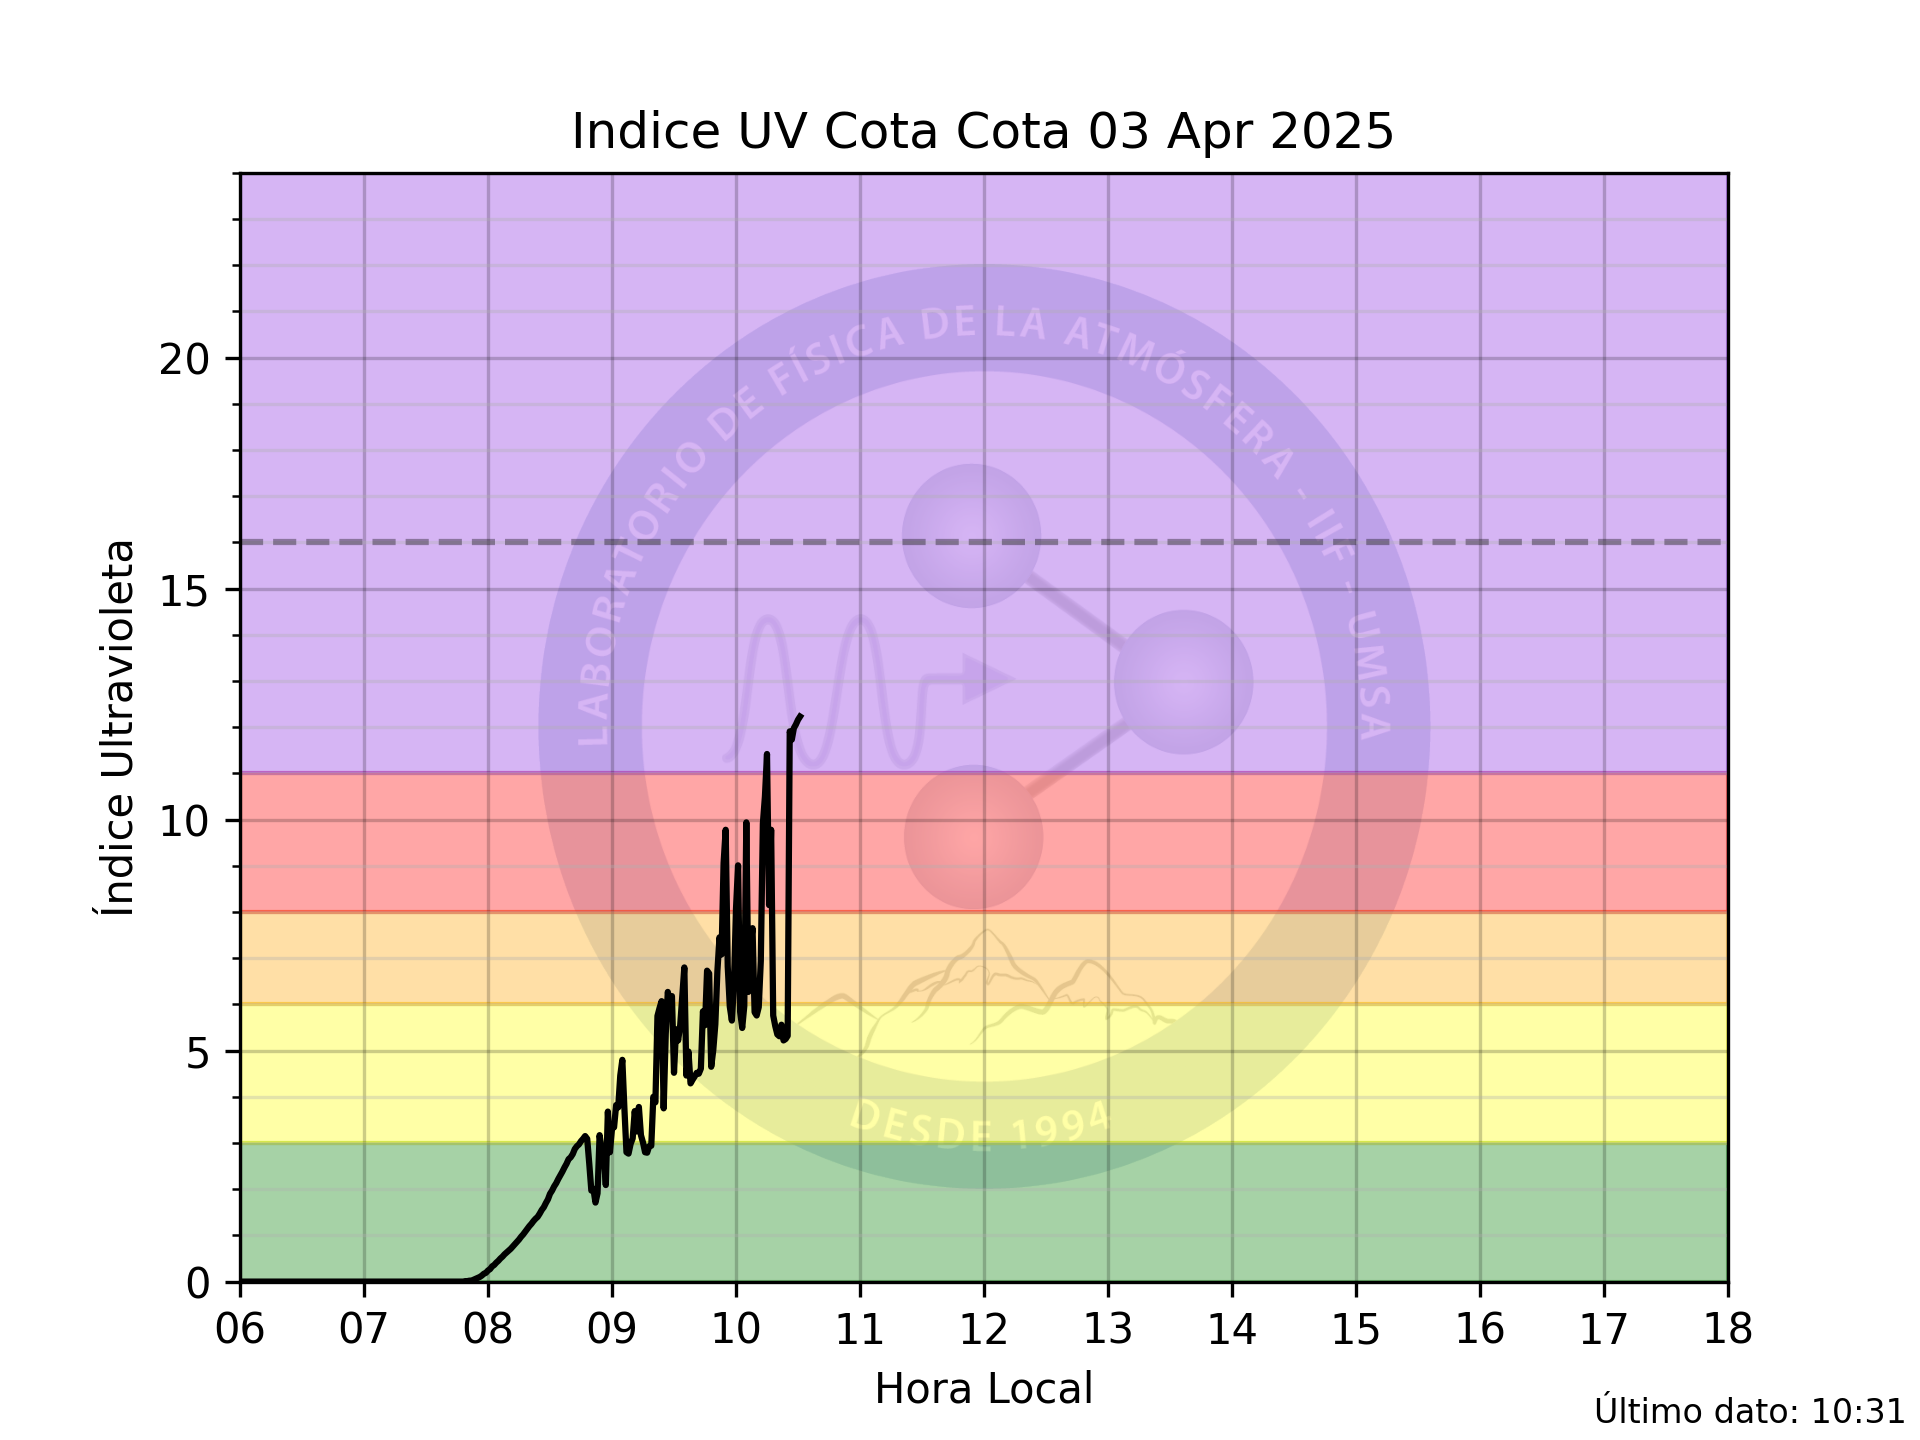 Indice UV Cota Cota 03 Apr 2025
Índice Ultravioleta
20
15
10
5
0
LABORATORIO DE FÍSICA DE LA ATMÓSFERA - IIF - UMSA
DESDE 1994
06 07 08 09 10 11 12 13 14 15 16 17 18
Hora Local
Último dato: 10:31